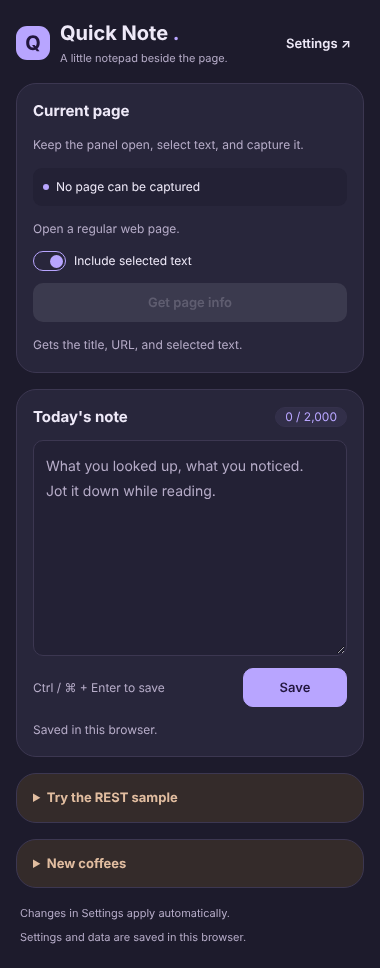 Q
Quick Note .
A little notepad beside the page.
Settings ↗
Current page
Keep the panel open, select text, and capture it.
No page can be captured
Open a regular web page.
Include selected text
Get page info
Gets the title, URL, and selected text.
Today's note
0 / 2,000
What you looked up, what you noticed.
Jot it down while reading.
Ctrl / ⌘ + Enter to save
Save
Saved in this browser.
Try the REST sample
New coffees
Changes in Settings apply automatically.
Settings and data are saved in this browser.